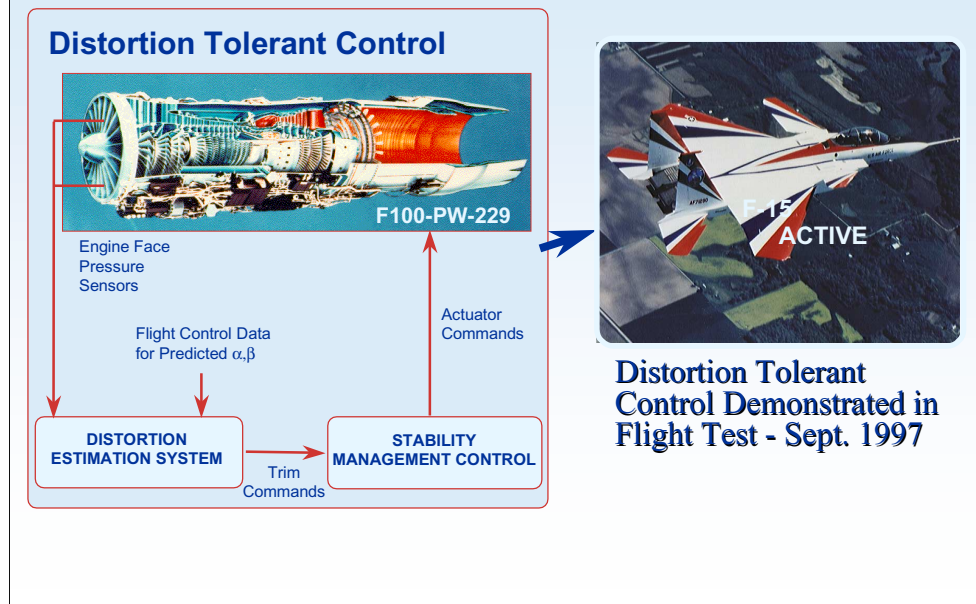 Distortion Tolerant Control
F100-PW-229
Engine Face
Pressure
Sensors
Flight Control Data
for Predicted α,β
Actuator
Commands
DISTORTION
ESTIMATION SYSTEM
Trim
Commands
STABILITY
MANAGEMENT CONTROL
F-15
ACTIVE
Distortion Tolerant
Control Demonstrated in
Flight Test - Sept. 1997